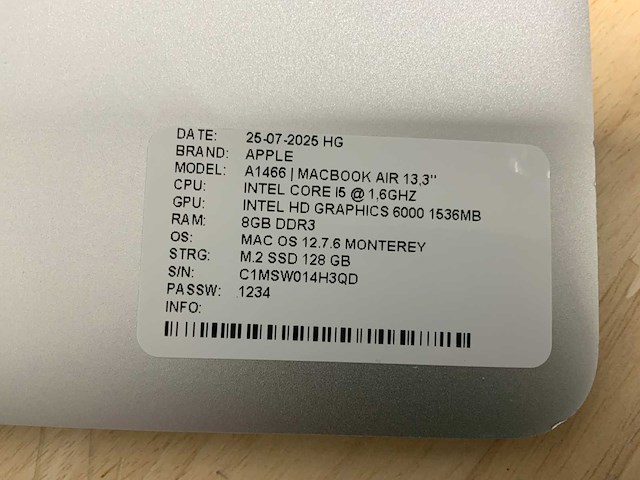 DATE: 25-07-2025 HG
BRAND: APPLE
MODEL: A1466 | MACBOOK AIR 13,3"
CPU: INTEL CORE I5 @ 1,6GHZ
GPU: INTEL HD GRAPHICS 6000 1536MB
RAM: 8GB DDR3
OS: MAC OS 12.7.6 MONTEREY
STRG: M.2 SSD 128 GB
S/N: C1MSW014H3QD
PASSW: 1234
INFO: